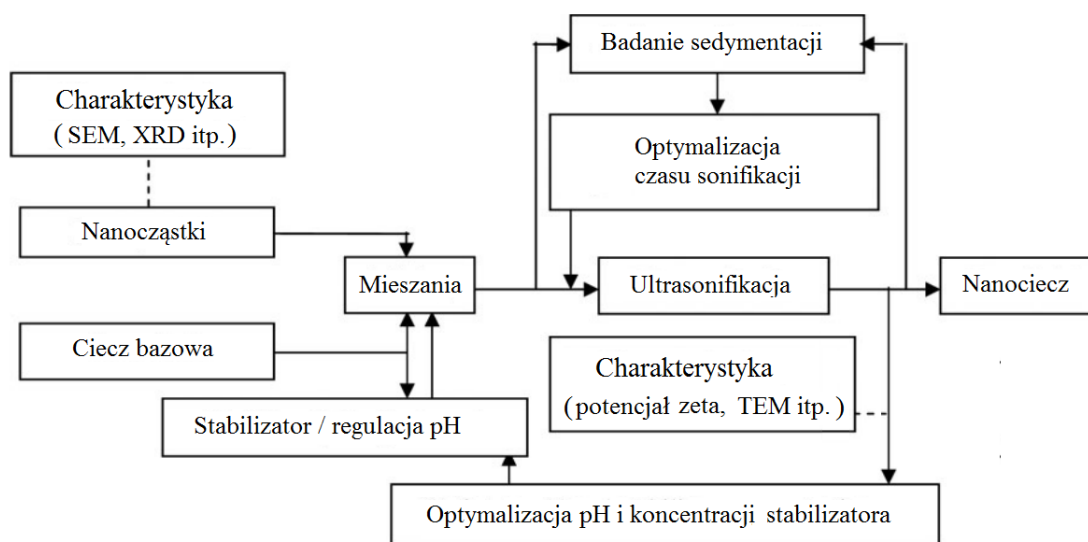 Badanie sedymentacji
Charakterystyka
( SEM, XRD itp. )
Optymalizacja
czasu sonifikacji
Nanocząstki
Mieszania
Ultrasonifikacja
Nanociecz
Ciecz bazowa
Charakterystyka
(potencjał zeta, TEM itp. )
Stabilizator / regulacja pH
Optymalizacja pH i koncentracji stabilizatora